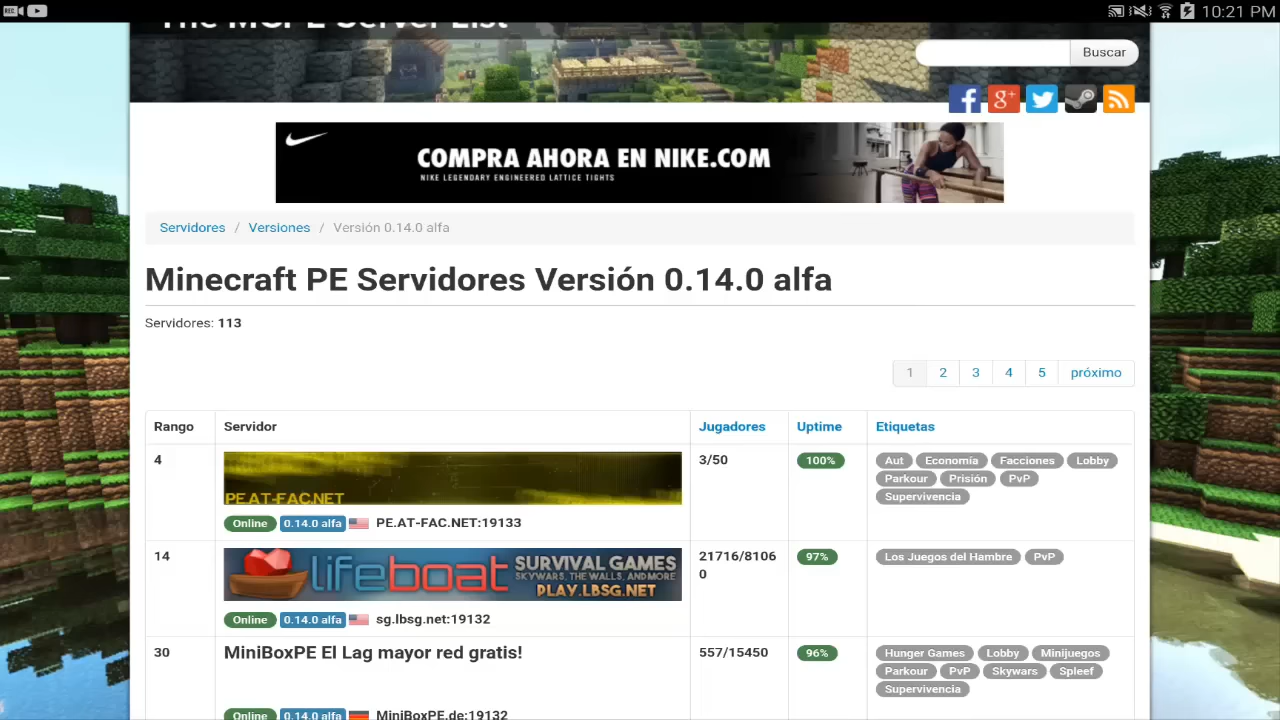 REC
10:21 PM
The MCPE Server List
Buscar
COMPRA AHORA EN NIKE.COM
NIKE LEGENDARY ENGINEERED LATTICE TIGHTS
Servidores / Versiones / Versión 0.14.0 alfa
Minecraft PE Servidores Versión 0.14.0 alfa
Servidores: 113
1 2 3 4 5 próximo
Rango Servidor Jugadores Uptime Etiquetas
4 3/50 100% Aut Economía Facciones Lobby
Parkour Prisión PvP
PE.AT-FAC.NET Supervivencia
Online 0.14.0 alfa PE.AT-FAC.NET:19133
14 lifeboat SURVIVAL GAMES 21716/8106 97% Los Juegos del Hambre PvP
SKYWARS, THE WALLS, AND MORE 0
PLAY.LBSG.NET
Online 0.14.0 alfa sg.lbsg.net:19132
30 MiniBoxPE El Lag mayor red gratis! 557/15450 96% Hunger Games Lobby Minijuegos
Parkour PvP Skywars Spleef
Supervivencia
Online 0.14.0 alfa MiniBoxPE.de:19132